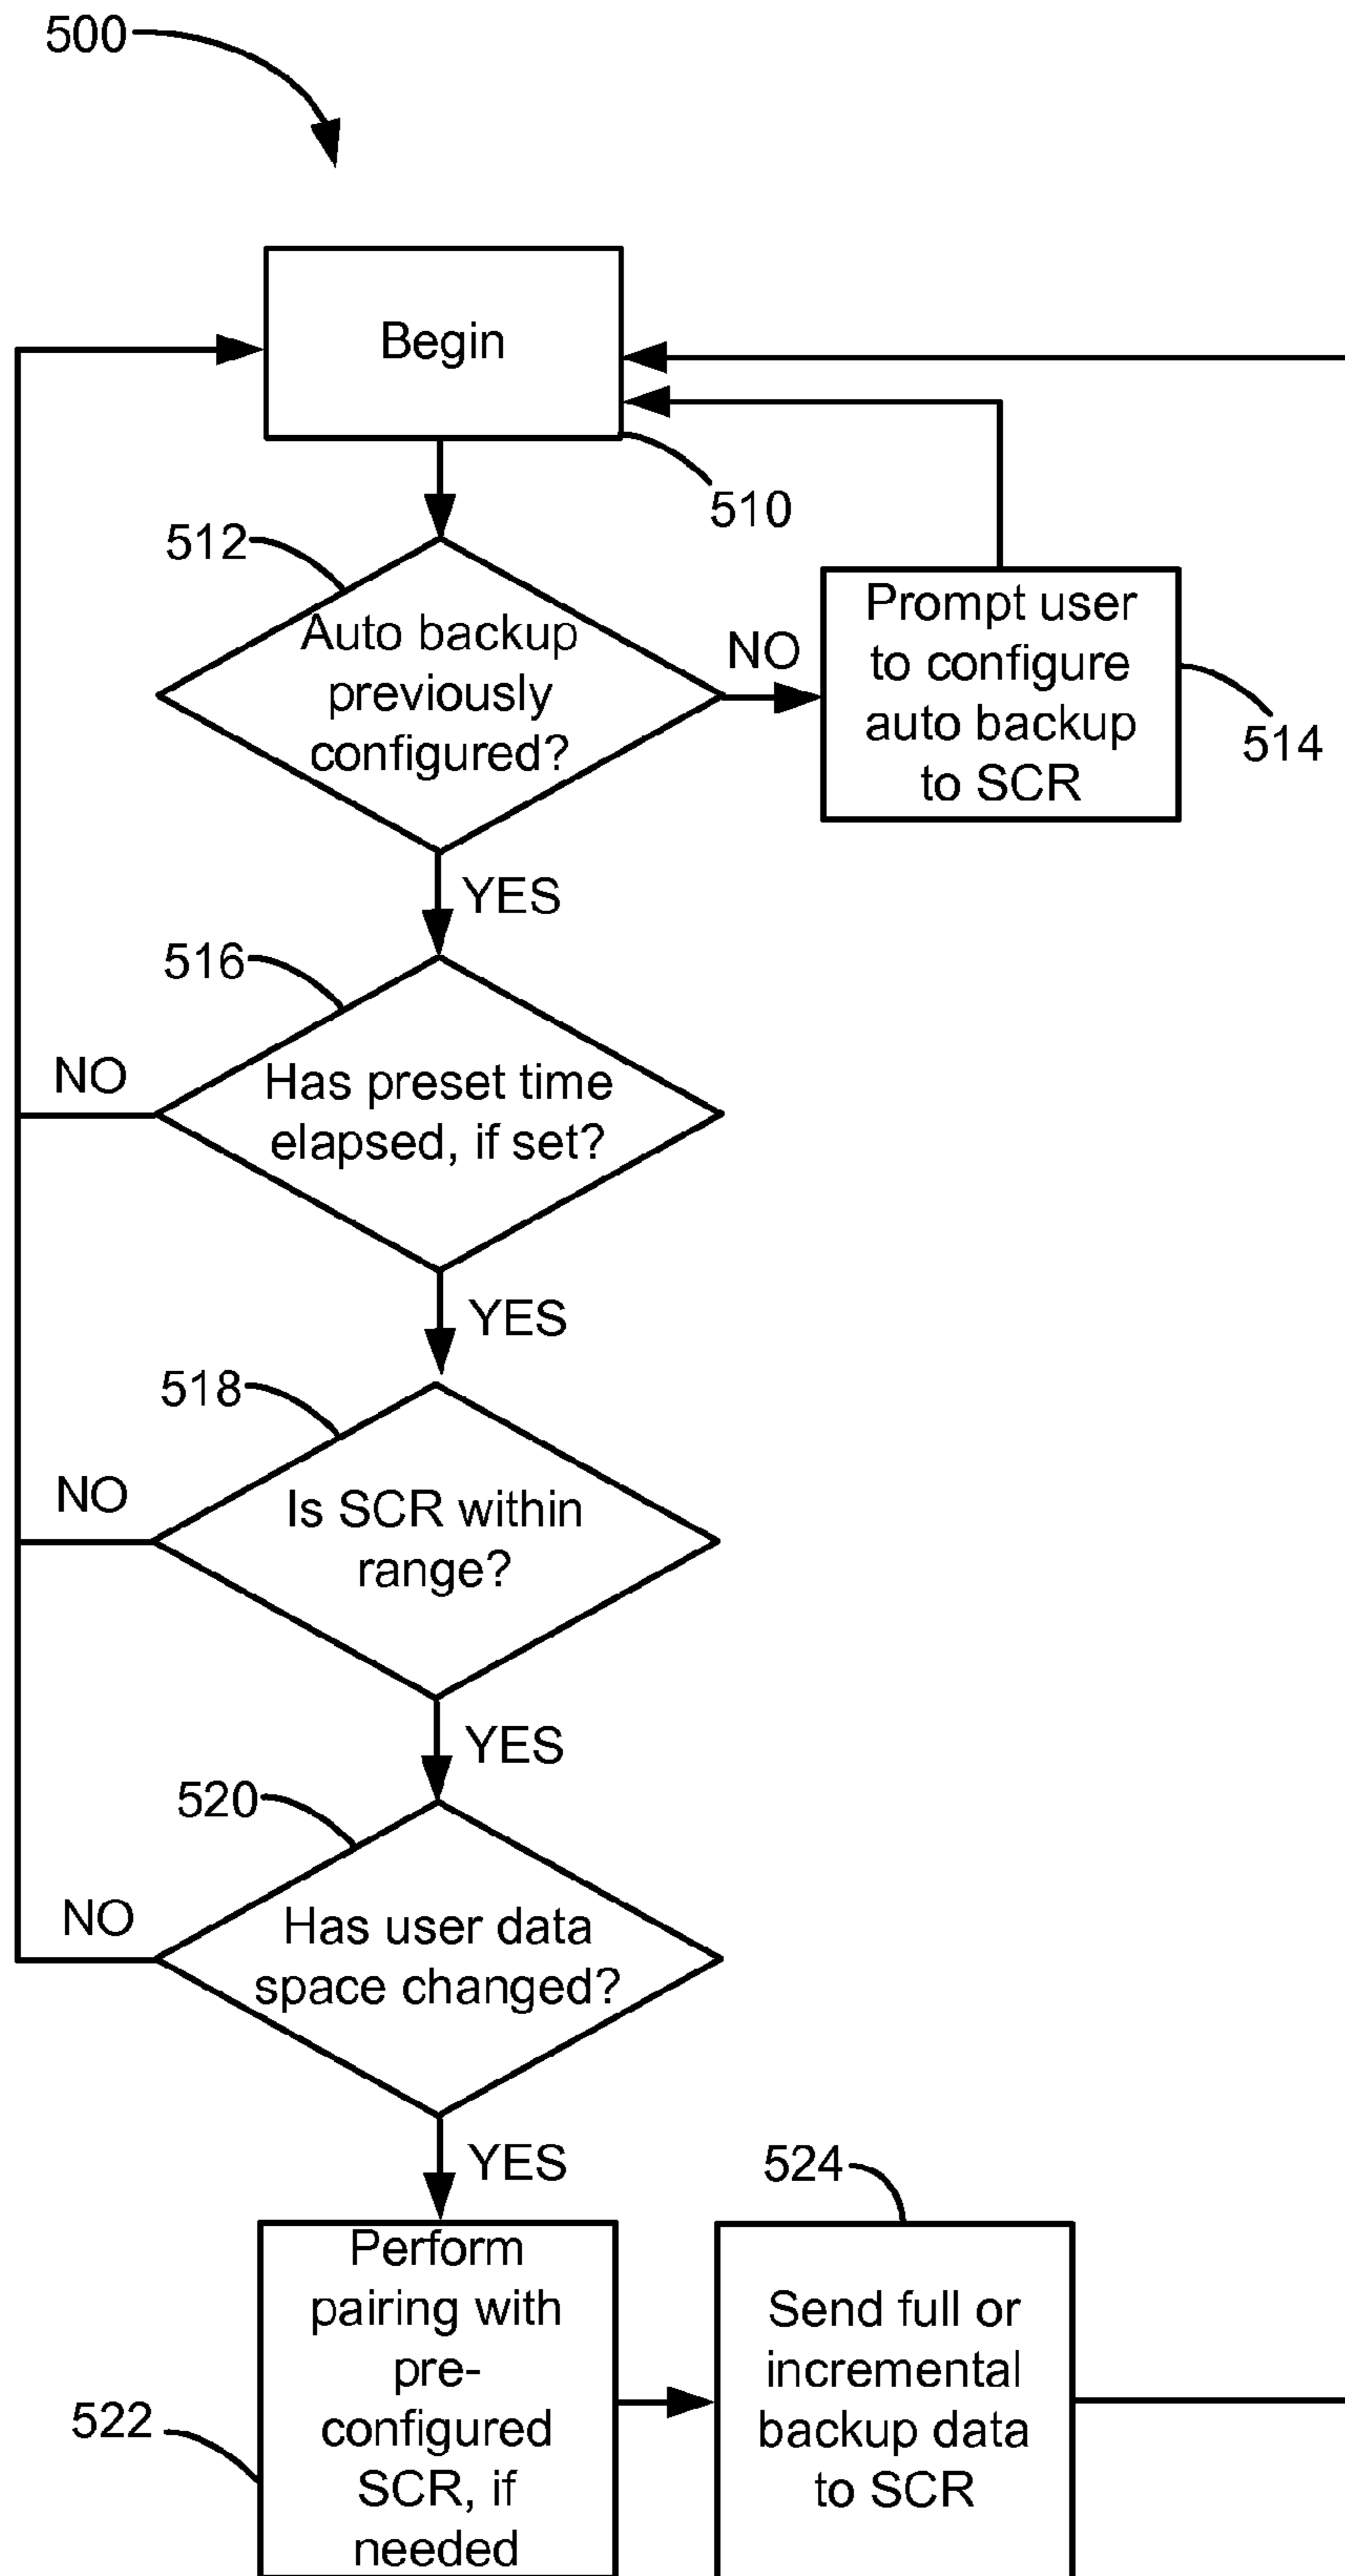 500
Begin
510
512
Auto backup
previously
configured?
NO
Prompt user
to configure
auto backup
to SCR
514
YES
516
NO
Has preset time
elapsed, if set?
YES
518
NO
Is SCR within
range?
YES
520
NO
Has user data
space changed?
YES
522
Perform
pairing with
pre-
configured
SCR, if
needed
524
Send full or
incremental
backup data
to SCR